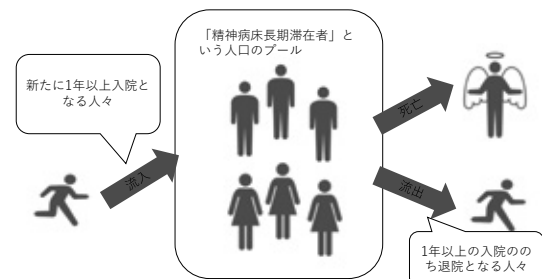 「精神病床長期滞在者」と
いう人口のプール
新たに1年以上入院と
なる人々
流入
死亡
流出
1年以上の入院のの
ち退院となる人々